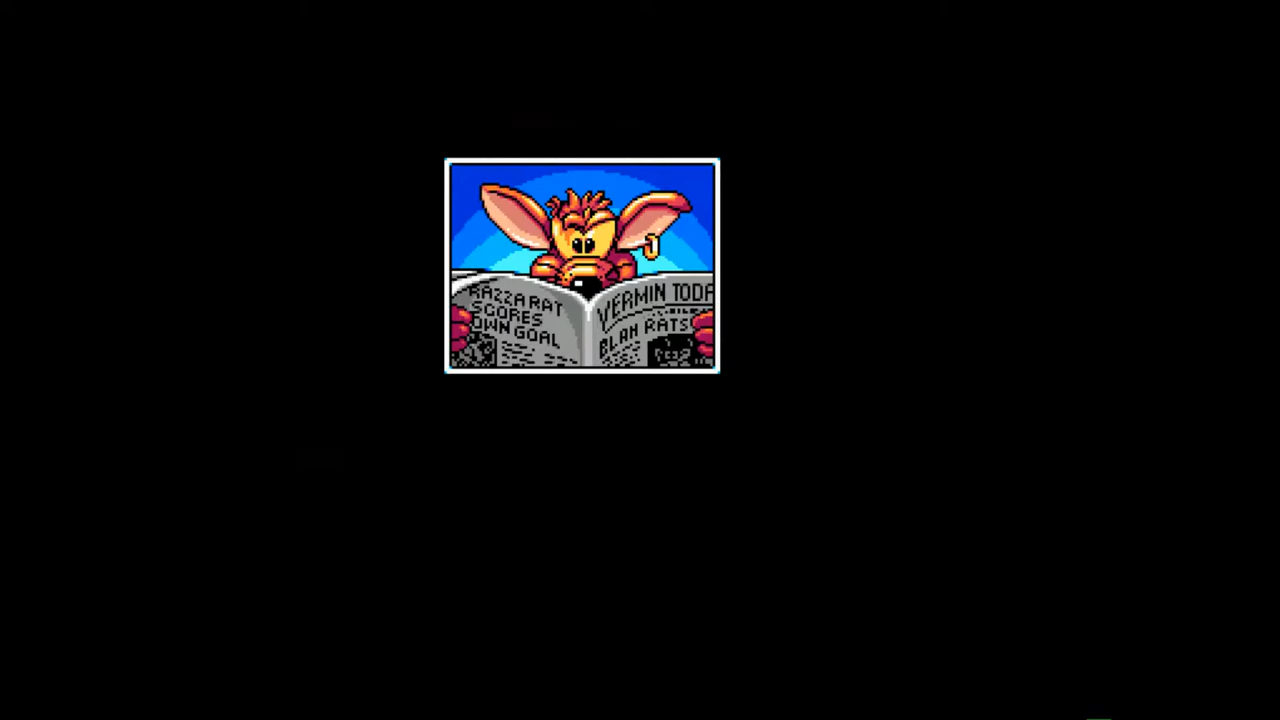 RAZZA RAT
SCORES
OWN GOAL
VERMIN TODA
BLAH RATS